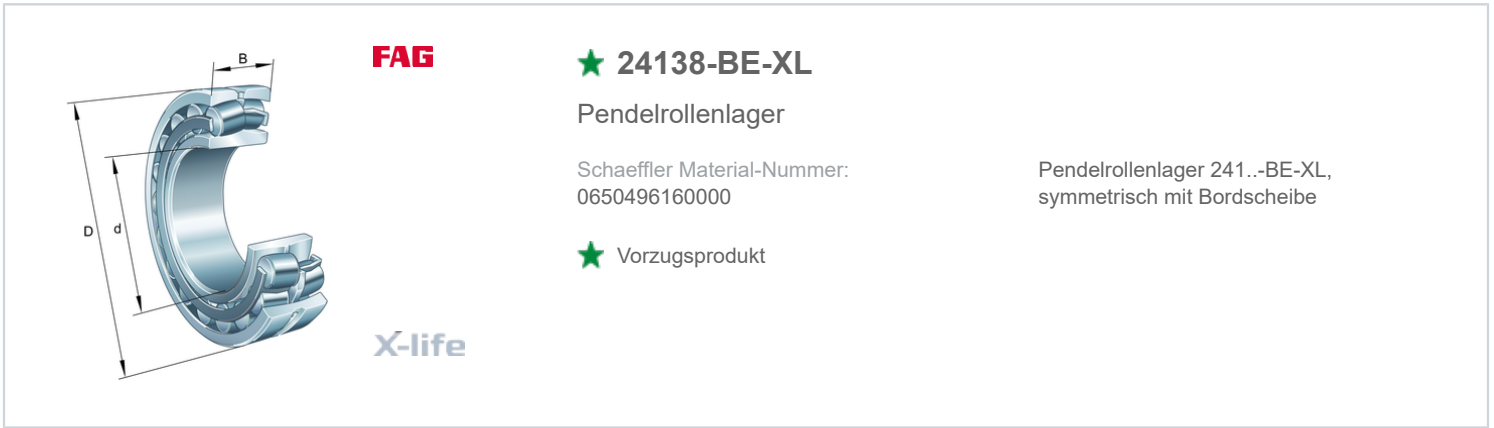 B
D
d
FAG
X-life
24138-BE-XL
Pendelrollenlager
Schaeffler Material-Nummer:
0650496160000
Vorzugsprodukt
Pendelrollenlager 241..-BE-XL,
symmetrisch mit Bordscheibe